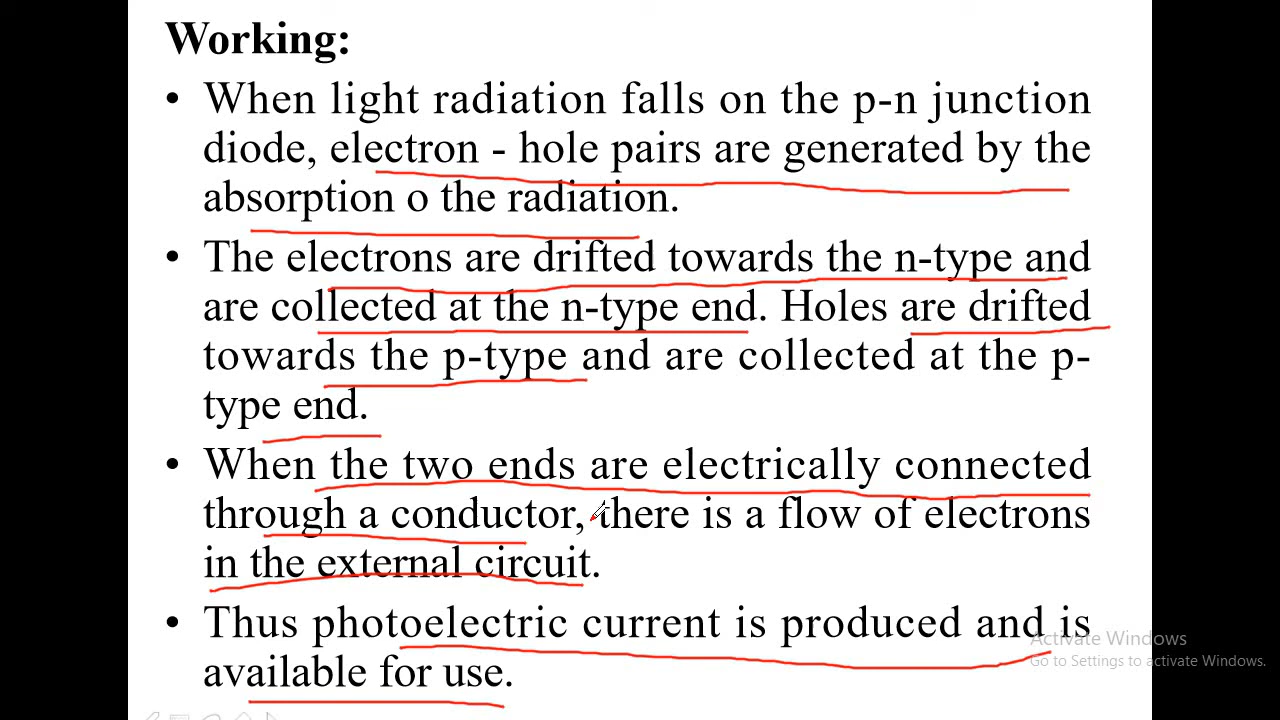 Working:
• When light radiation falls on the p-n junction
diode, electron - hole pairs are generated by the
absorption o the radiation.
• The electrons are drifted towards the n-type and
are collected at the n-type end. Holes are drifted
towards the p-type and are collected at the p-
type end.
• When the two ends are electrically connected
through a conductor, there is a flow of electrons
in the external circuit.
• Thus photoelectric current is produced and is
available for use.
Activate Windows
Go to Settings to activate Windows.